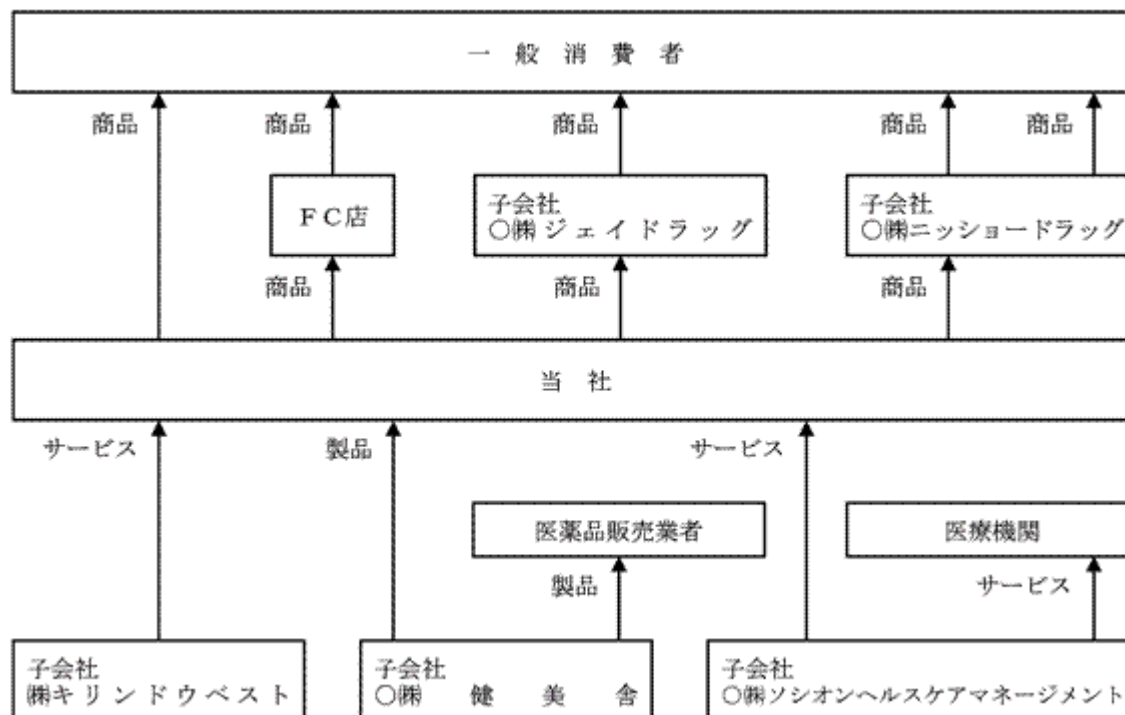 一般消費者
商品 商品 商品 商品 商品
FC店
子会社
○㈱ジェイドラッグ
子会社
○㈱ニッショードラッグ
商品 商品 商品
当社
サービス 製品 サービス
医薬品販売業者
医療機関
製品 サービス
子会社
㈱キリンドウベスト
子会社
○㈱健美舎
子会社
○㈱ソシオンヘルスケアマネージメント